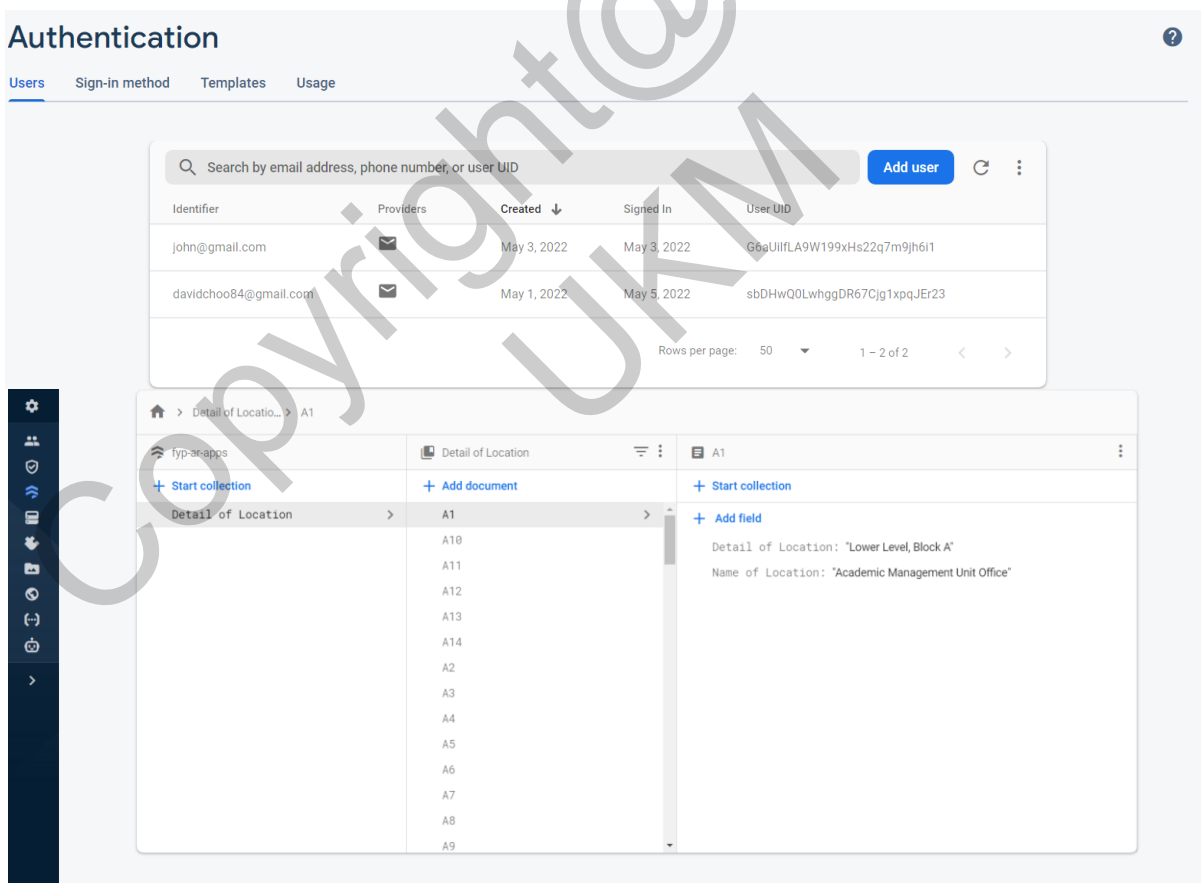 Authentication
Users Sign-in method Templates Usage
Search by email address, phone number, or user UID Add user
Identifier Providers Created Signed In User UID
john@gmail.com May 3, 2022 May 3, 2022 G6aUiIfLA9W199xHs22q7m9jh6i1
davidchoo84@gmail.com May 1, 2022 May 5, 2022 sbDHwQ0LwhggDR67Cjg1xpqJEr23
Rows per page: 50 1 – 2 of 2
Detail of Locatio... A1
fyp-ar-apps Detail of Location A1
Start collection Add document Start collection
Detail of Location A1 Add field
A10 Detail of Location: "Lower Level, Block A"
A11 Name of Location: "Academic Management Unit Office"
A12
A13
A14
A2
A3
A4
A5
A6
A7
A8
A9
Copyright@
UKM